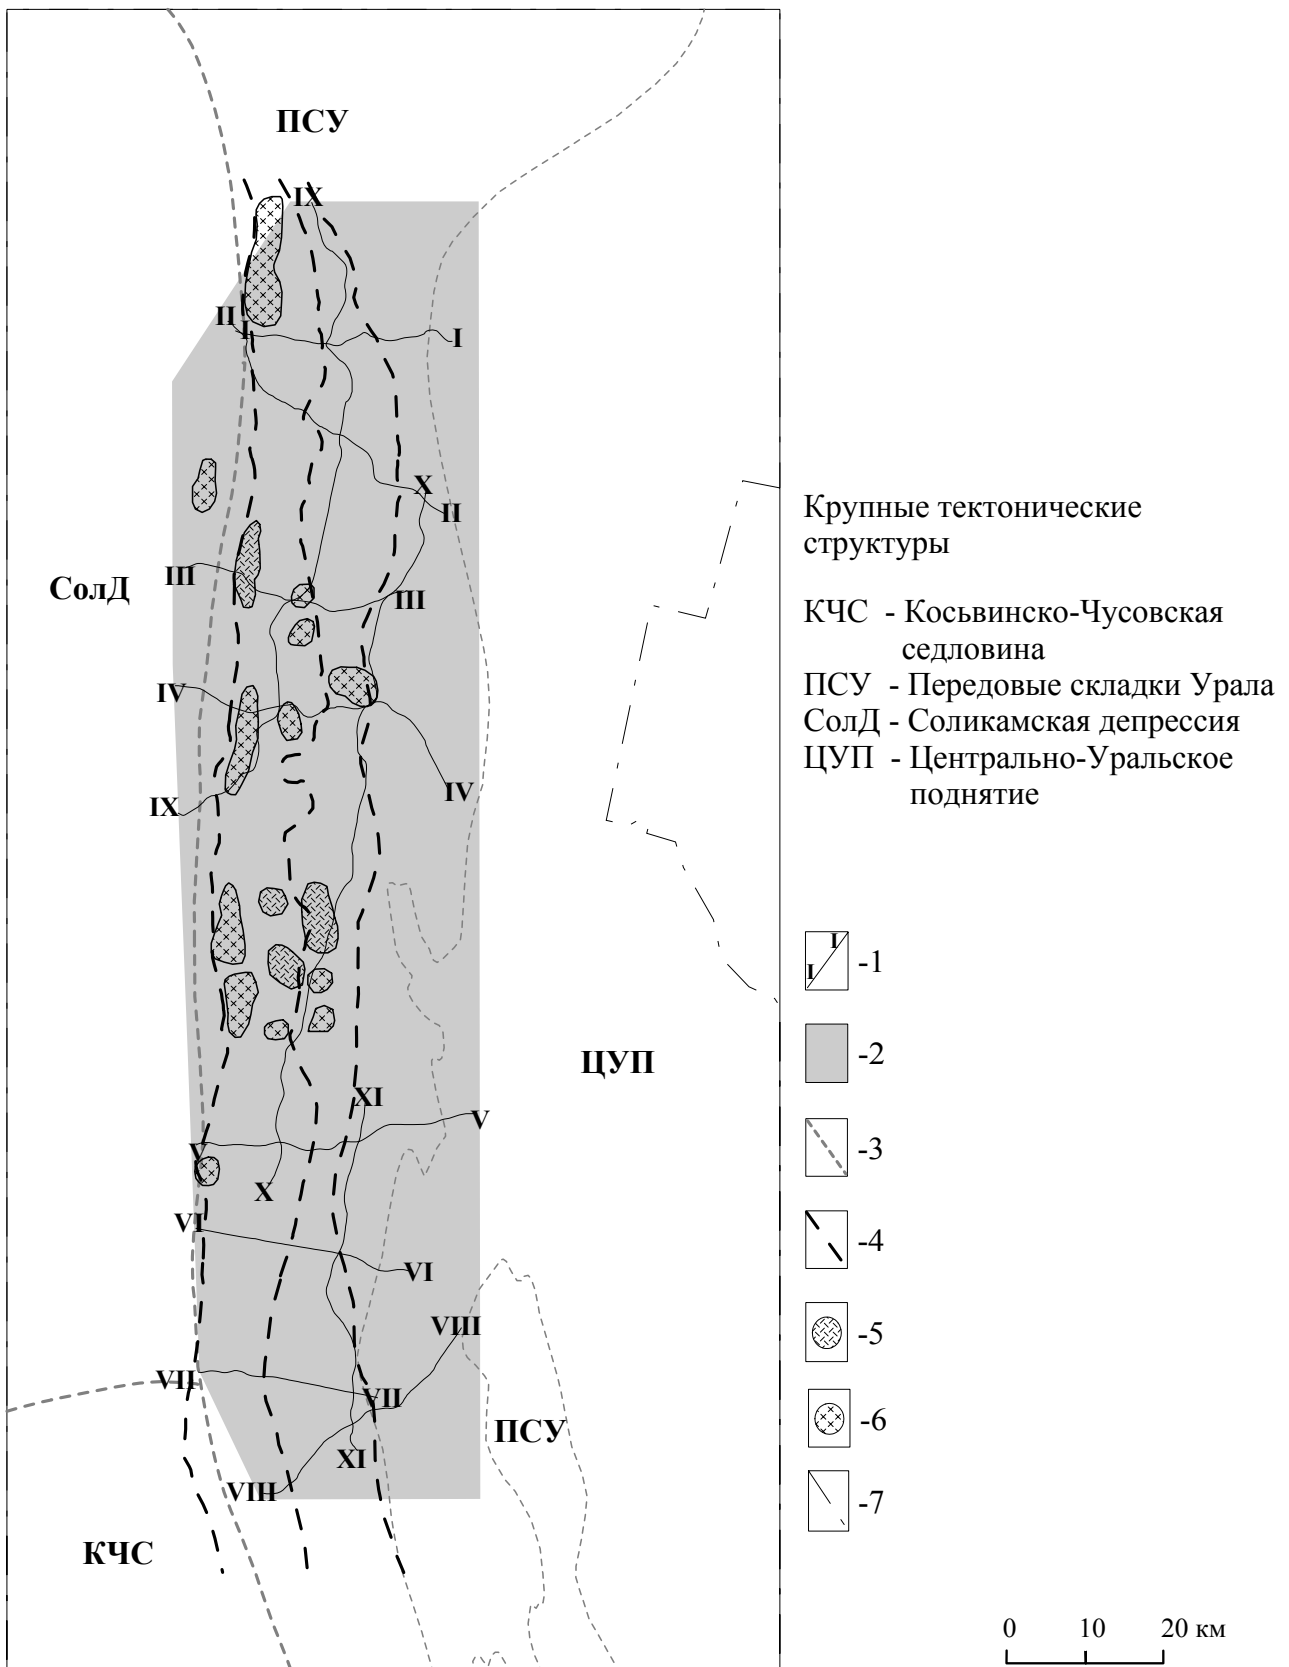 ПСУ
IX
II
I
I
X
II
СолД
III
III
IV
IX
IV
ЦУП
XI
V
V
X
VI
VI
VIII
VII
VII
ПСУ
XI
VIII
КЧС
Крупные тектонические
структуры
КЧС - Косьвинско-Чусовская
седловина
ПСУ - Передовые складки Урала
СолД - Соликамская депрессия
ЦУП - Центрально-Уральское
поднятие
I
I
-1
-2
-3
-4
-5
-6
-7
0 10 20 км